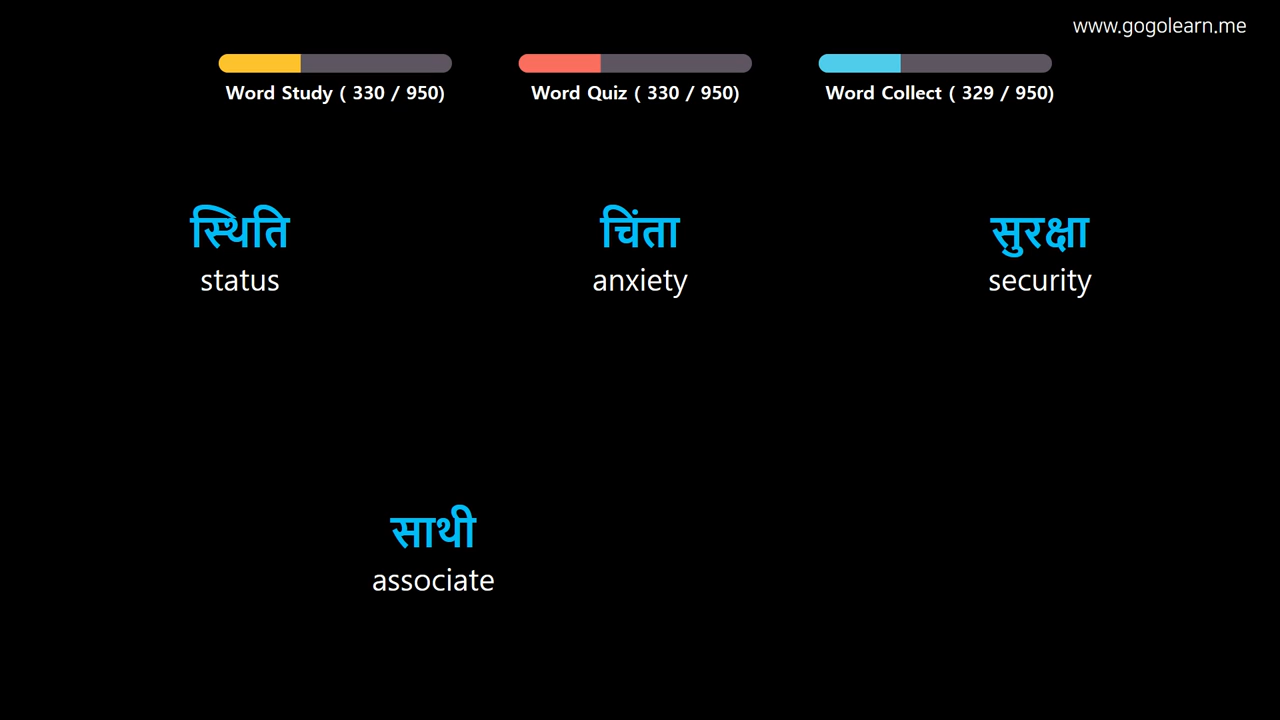 www.gogolearn.me
Word Study ( 330 / 950)
Word Quiz ( 330 / 950)
Word Collect ( 329 / 950)
स्थिति
status
चिंता
anxiety
सुरक्षा
security
साथी
associate